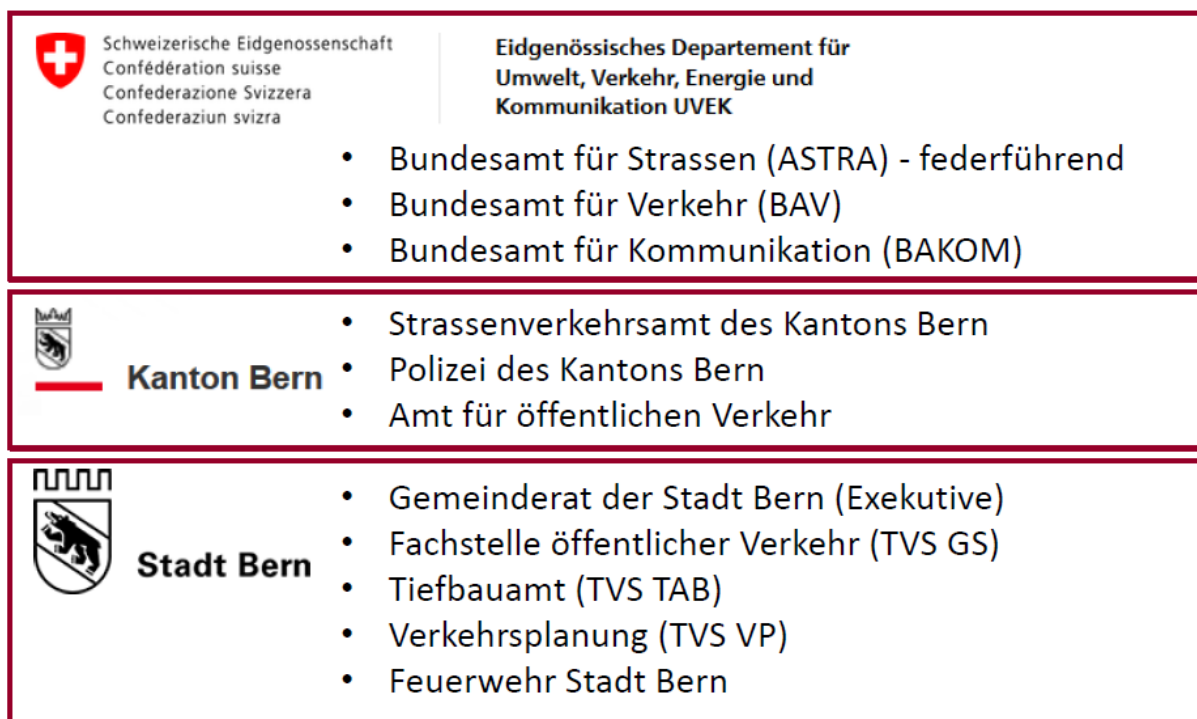 Schweizerische Eidgenossenschaft
Confédération suisse
Confederazione Svizzera
Confederaziun svizra
Eidgenössisches Departement für
Umwelt, Verkehr, Energie und
Kommunikation UVEK
• Bundesamt für Strassen (ASTRA) - federführend
• Bundesamt für Verkehr (BAV)
• Bundesamt für Kommunikation (BAKOM)
Kanton Bern
• Strassenverkehrsamt des Kantons Bern
• Polizei des Kantons Bern
• Amt für öffentlichen Verkehr
Stadt Bern
• Gemeinderat der Stadt Bern (Exekutive)
• Fachstelle öffentlicher Verkehr (TVS GS)
• Tiefbauamt (TVS TAB)
• Verkehrsplanung (TVS VP)
• Feuerwehr Stadt Bern